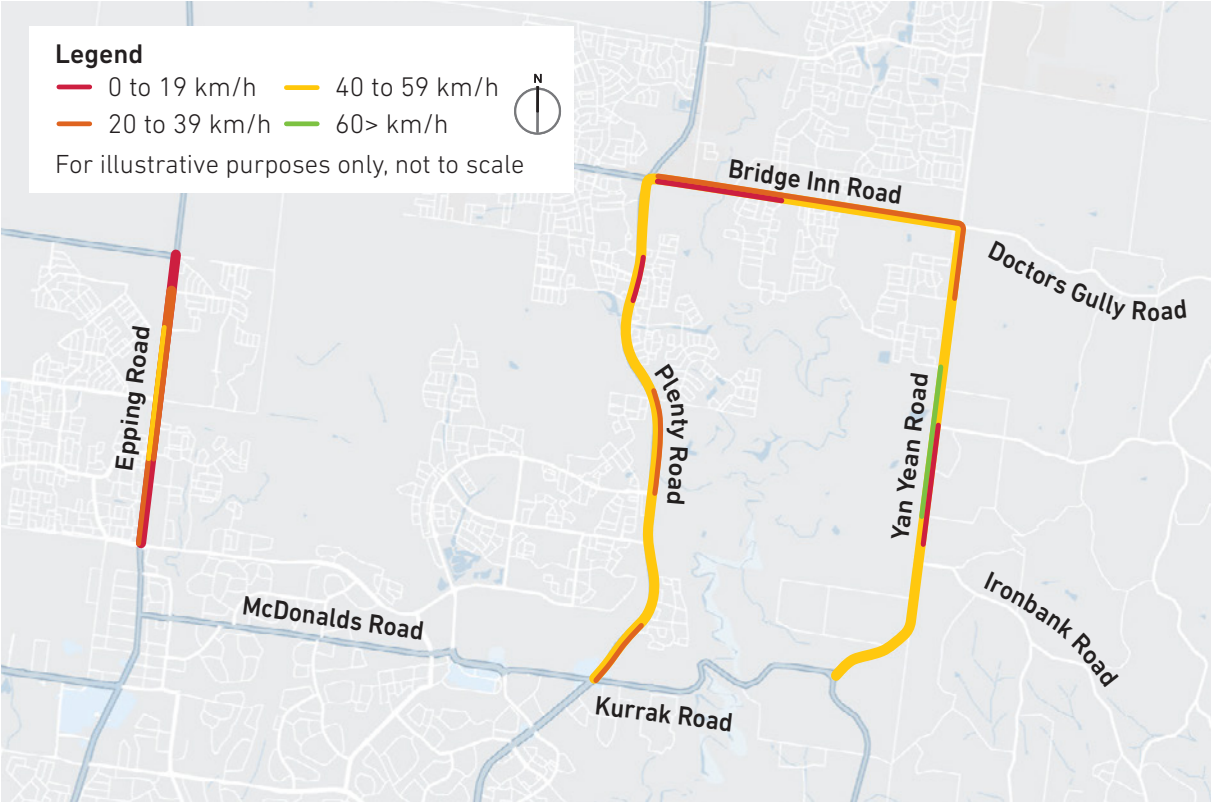 Legend
0 to 19 km/h
40 to 59 km/h
20 to 39 km/h
60> km/h
For illustrative purposes only, not to scale
N
Bridge Inn Road
Doctors Gully Road
Epping Road
Plenty Road
Yan Yean Road
Ironbank Road
McDonalds Road
Kurrak Road